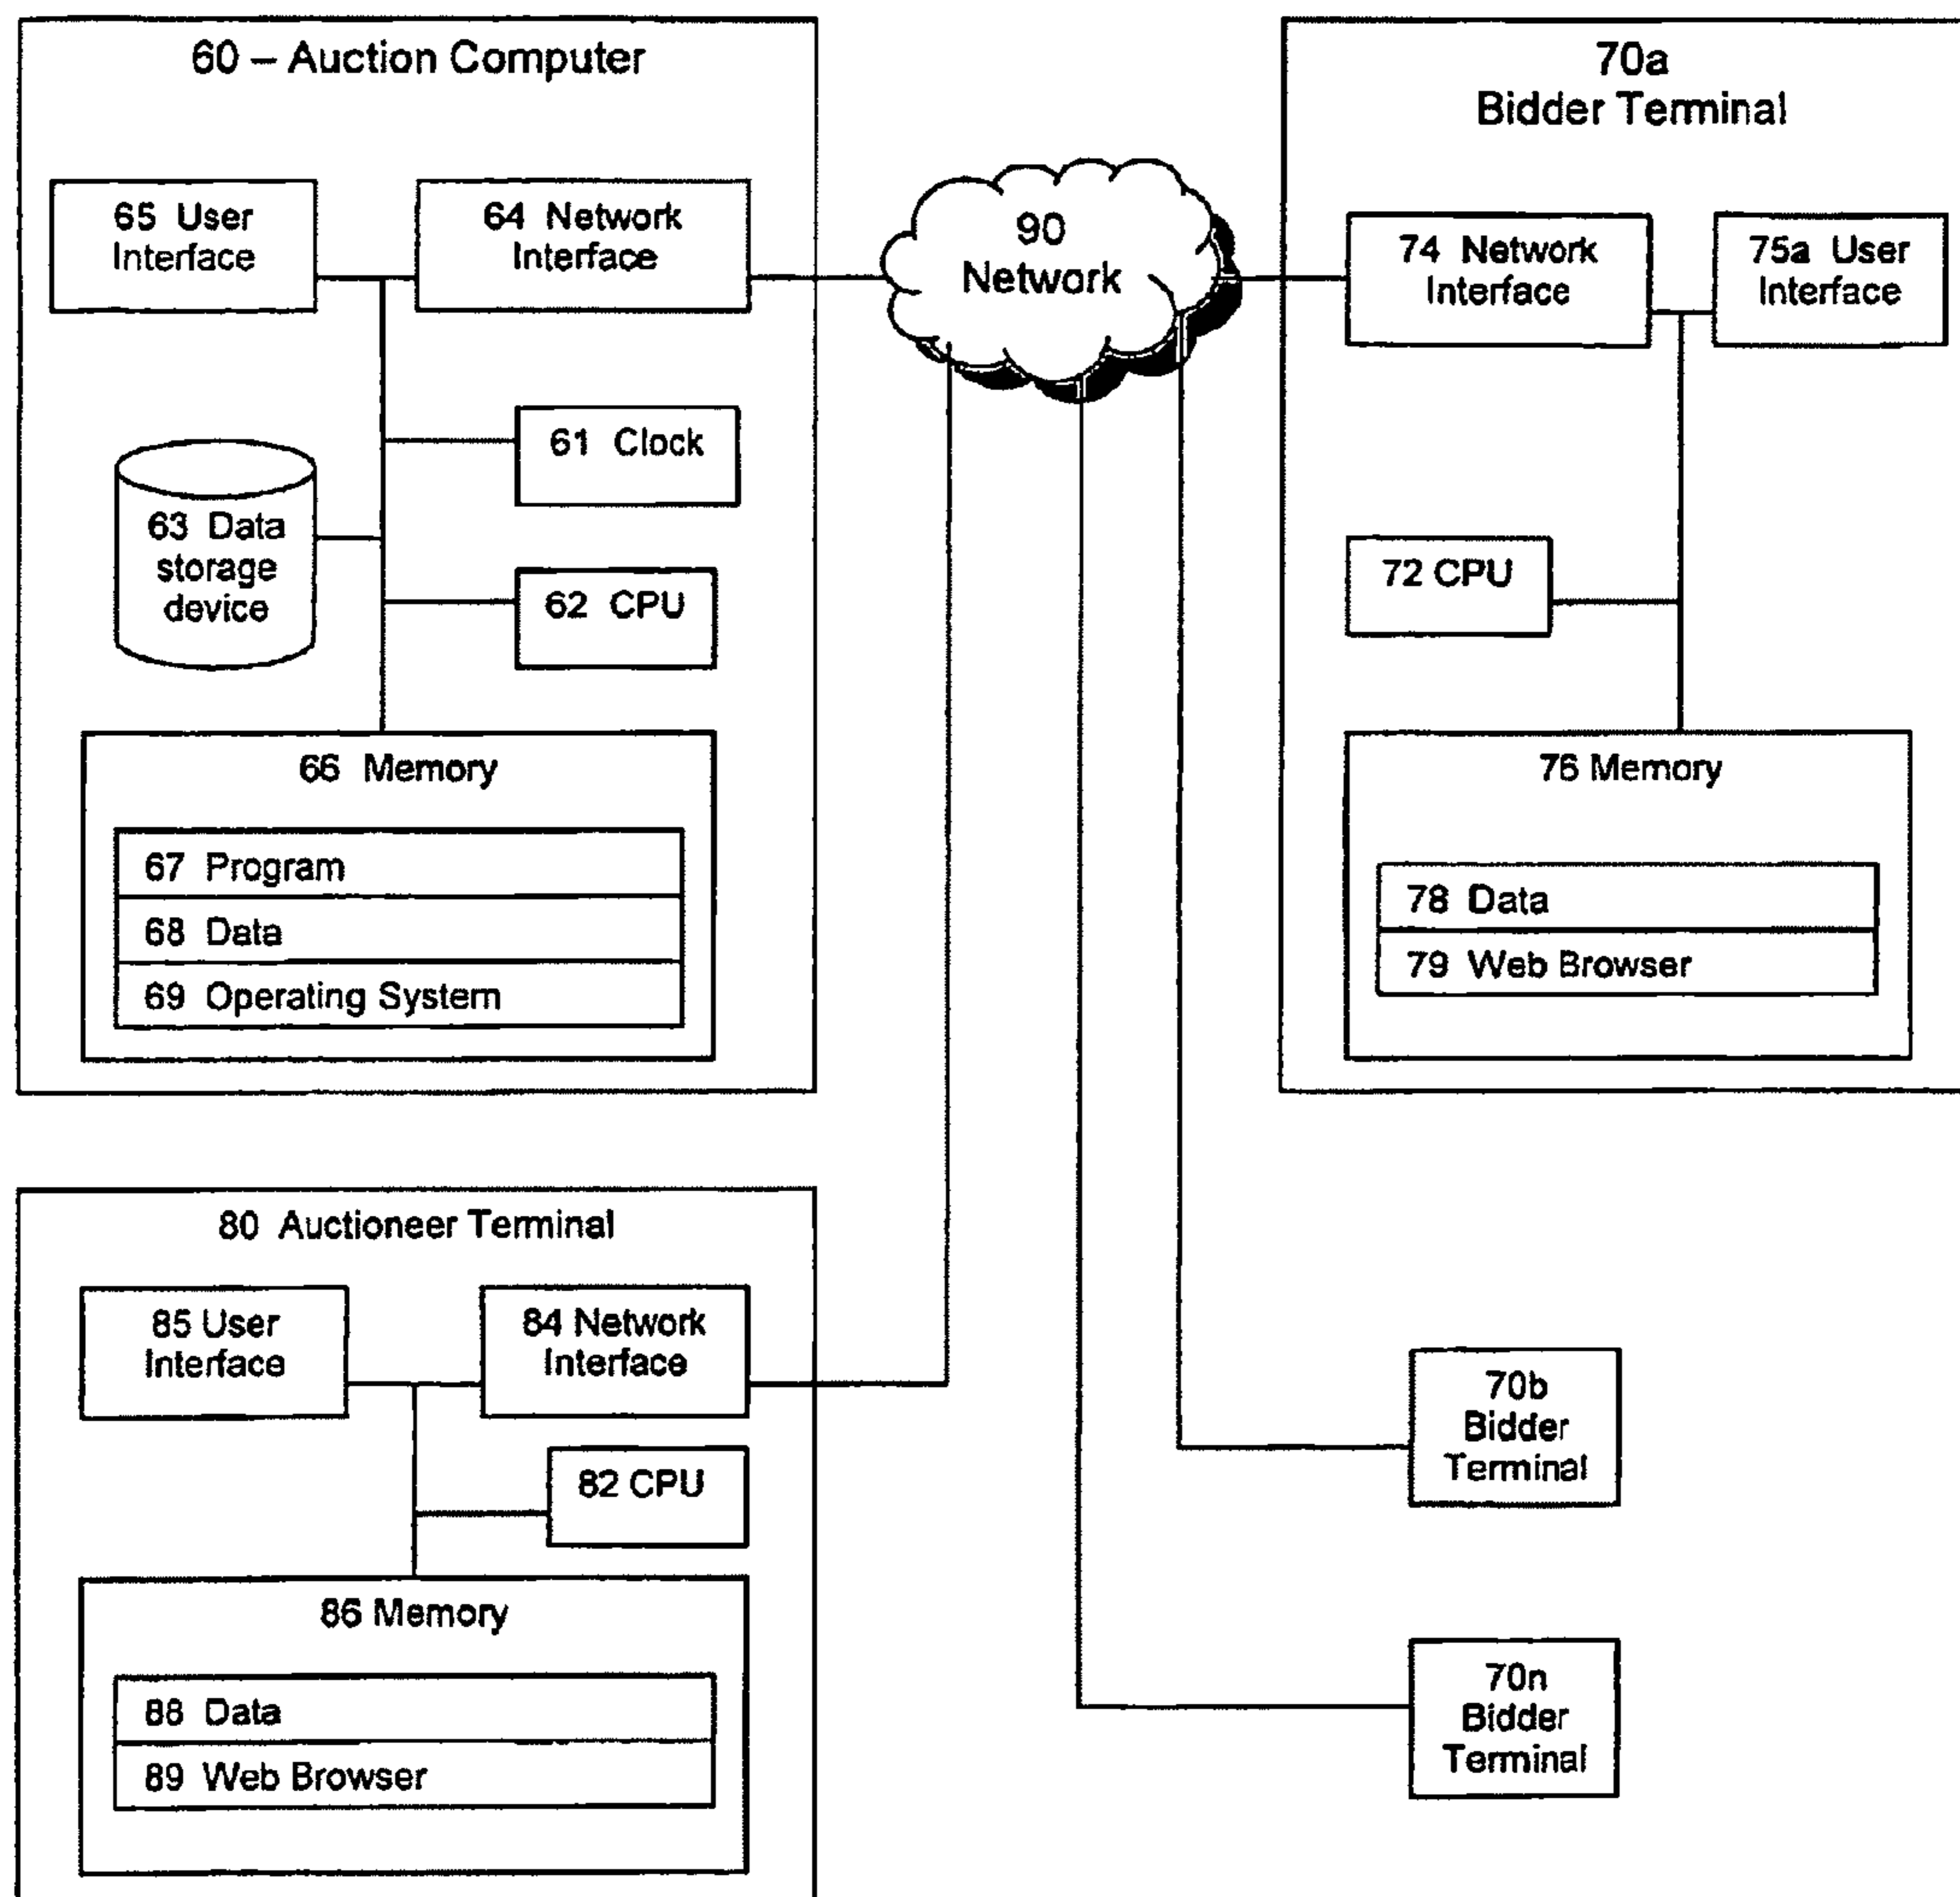 60 – Auction Computer
65 User
Interface
64 Network
Interface
61 Clock
63 Data
storage
device
62 CPU
66 Memory
67 Program
68 Data
69 Operating System
90
Network
70a
Bidder Terminal
74 Network
Interface
75a User
Interface
72 CPU
76 Memory
78 Data
79 Web Browser
80 Auctioneer Terminal
85 User
Interface
84 Network
Interface
82 CPU
86 Memory
88 Data
89 Web Browser
70b
Bidder
Terminal
70n
Bidder
Terminal